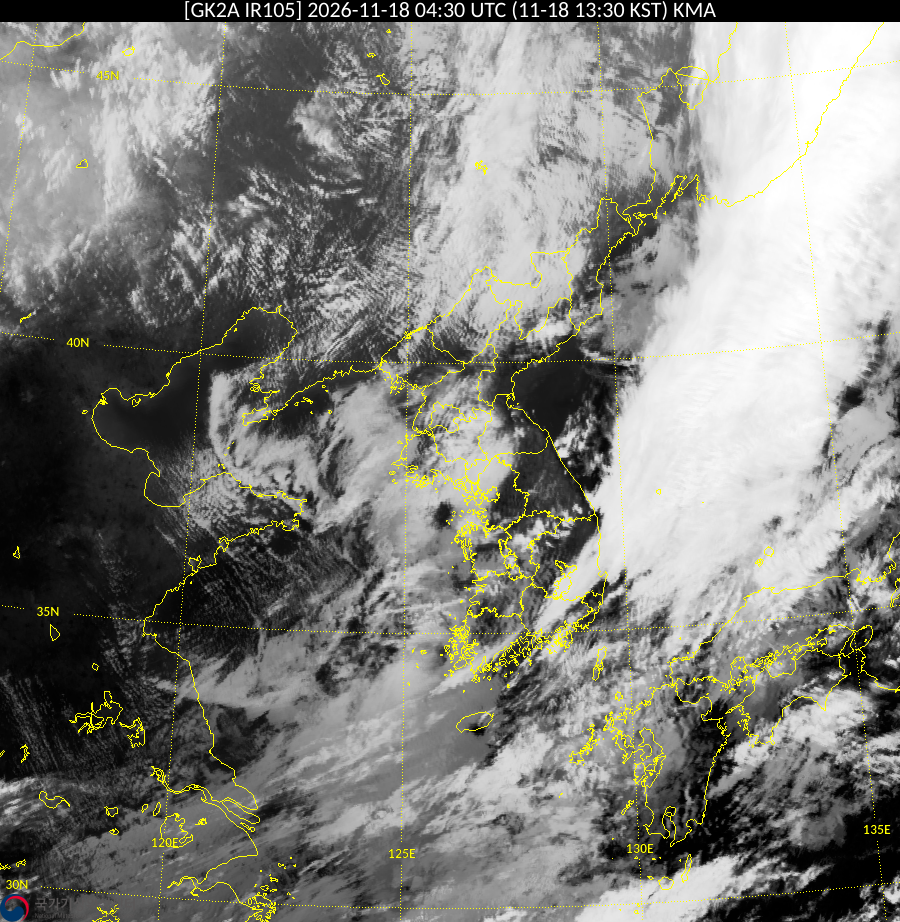 [GK2A IR105] 2026-11-18 04:30 UTC (11-18 13:30 KST) KMA
45N
40N
35N
135E
120E
125E
130E
30N